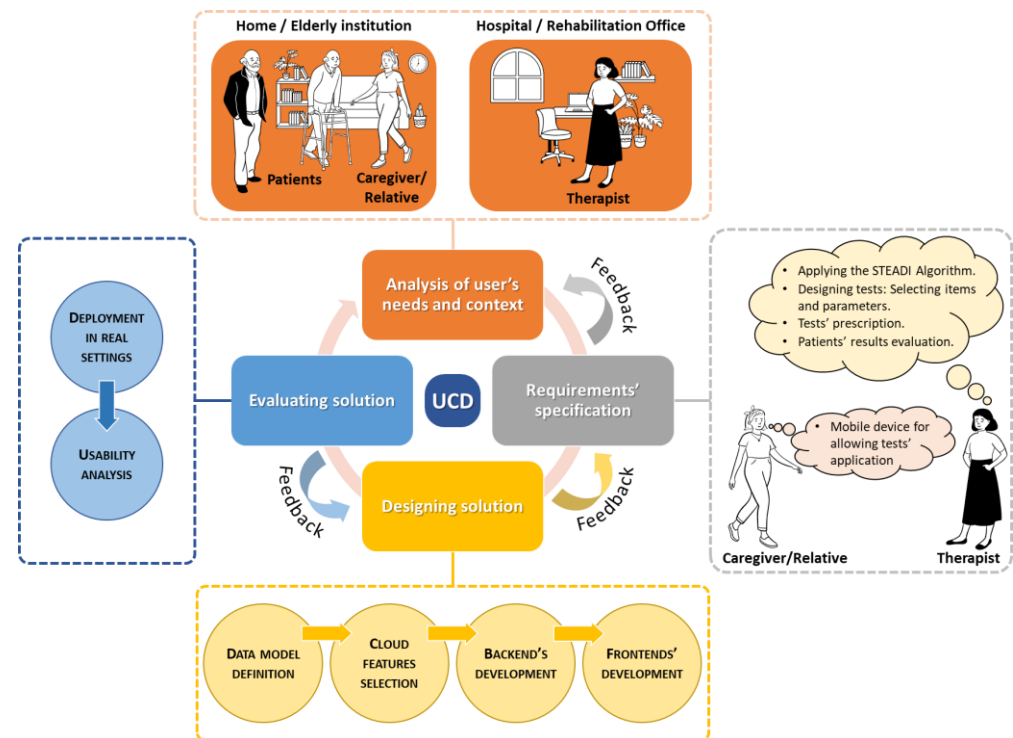 Home / Elderly institution
Hospital / Rehabilitation Office
Patients
Caregiver/
Relative
Therapist
Analysis of user's
needs and context
Feedback
• Applying the STEADI Algorithm.
• Designing tests: Selecting items
and parameters.
• Tests' prescription.
• Patients' results evaluation.
DEPLOYMENT
IN REAL
SETTINGS
USABILITY
ANALYSIS
Evaluating solution
UCD
Requirements'
specification
• Mobile device for
allowing tests'
application
Caregiver/Relative
Therapist
Feedback
Designing solution
Feedback
DATA MODEL
DEFINITION
CLOUD
FEATURES
SELECTION
BACKEND'S
DEVELOPMENT
FRONTENDS'
DEVELOPMENT